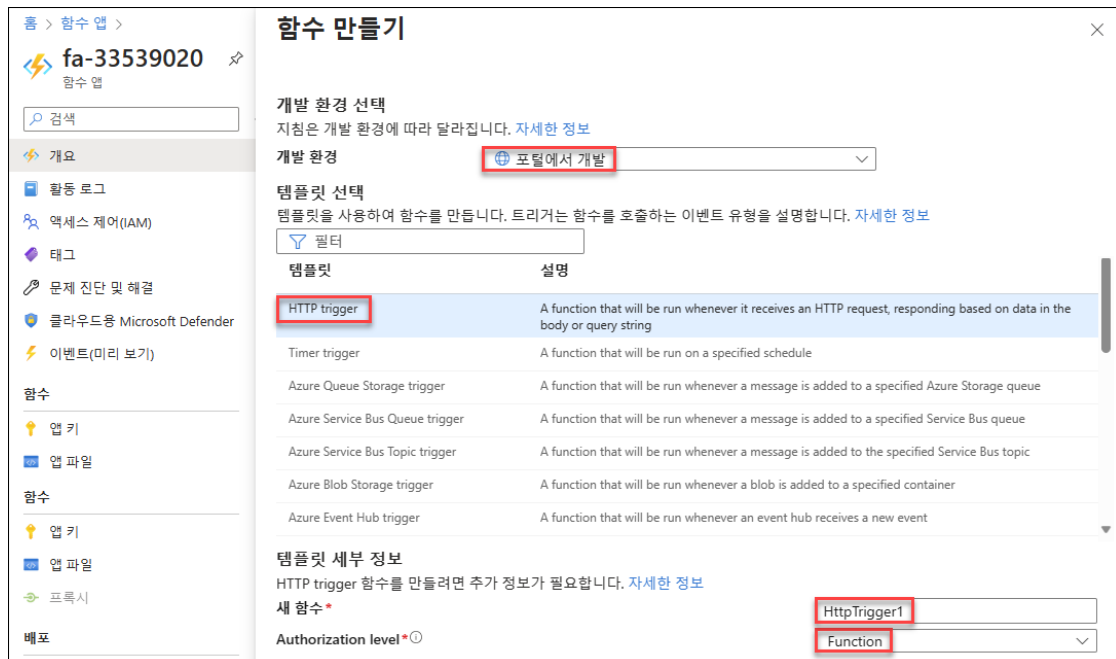 홈 > 함수 앱 >
fa-33539020
함수 앱
검색
개요
활동 로그
액세스 제어(IAM)
태그
문제 진단 및 해결
클라우드용 Microsoft Defender
이벤트(미리 보기)
함수
앱 키
앱 파일
함수
앱 키
앱 파일
프록시
배포
함수 만들기
개발 환경 선택
지침은 개발 환경에 따라 달라집니다. 자세한 정보
개발 환경 포털에서 개발
템플릿 선택
템플릿을 사용하여 함수를 만듭니다. 트리거는 함수를 호출하는 이벤트 유형을 설명합니다. 자세한 정보
필터
템플릿 설명
HTTP trigger A function that will be run whenever it receives an HTTP request, responding based on data in the
body or query string
Timer trigger A function that will be run on a specified schedule
Azure Queue Storage trigger A function that will be run whenever a message is added to a specified Azure Storage queue
Azure Service Bus Queue trigger A function that will be run whenever a message is added to a specified Service Bus queue
Azure Service Bus Topic trigger A function that will be run whenever a message is added to the specified Service Bus topic
Azure Blob Storage trigger A function that will be run whenever a blob is added to a specified container
Azure Event Hub trigger A function that will be run whenever an event hub receives a new event
템플릿 세부 정보
HTTP trigger 함수를 만들려면 추가 정보가 필요합니다. 자세한 정보
새 함수* HttpTrigger1
Authorization level* Function